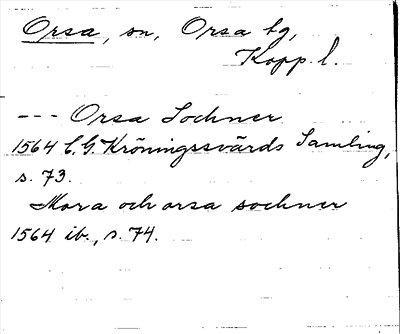 Orsa, sn, Orsa tg,
Kopp. l.
--- Orsa Sochner
1564 C. G. Kröningssvärds Samling,
s. 73.
Mora och orsa sochner
1564 ib., s. 74.